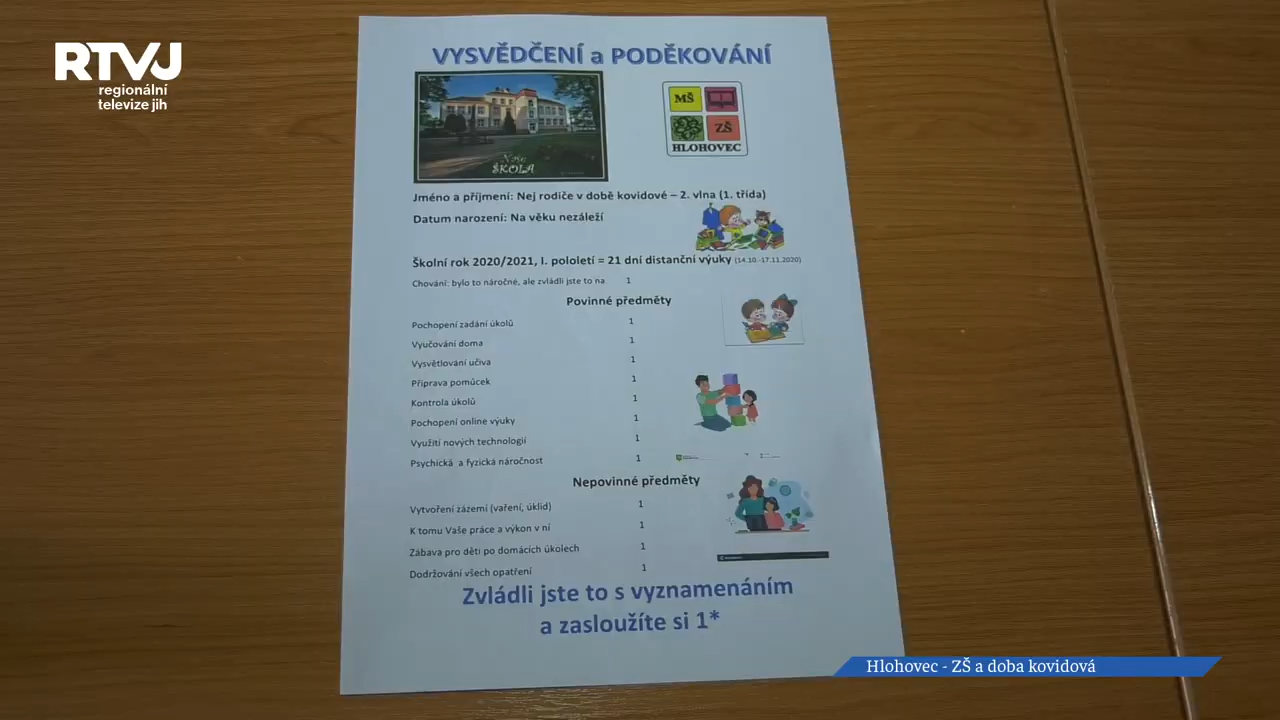 RTVJ
regionální
televize jih
VYSVĚDČENÍ a PODĚKOVÁNÍ
MŠ
ZŠ
HLOHOVEC
Naše
ŠKOLA
Jméno a příjmení: Nej rodiče v době kovidové – 2. vlna (1. třída)
Datum narození: Na věku nezáleží
Školní rok 2020/2021, I. pololetí = 21 dní distanční výuky (14.10.-17.11.2020)
Chování: bylo to náročné, ale zvládli jste to na 1
Povinné předměty
Pochopení zadání úkolů 1
Vyučování doma 1
Vysvětlování učiva 1
Příprava pomůcek 1
Kontrola úkolů 1
Pochopení online výuky 1
Využití nových technologií 1
Psychická a fyzická náročnost 1
Nepovinné předměty
Vytvoření zázemí (vaření, úklid) 1
K tomu Vaše práce a výkon v ní 1
Zábava pro děti po domácích úkolech 1
Dodržování všech opatření 1
Zvládli jste to s vyznamenáním
a zasloužíte si 1*
Hlohovec - ZŠ a doba kovidová